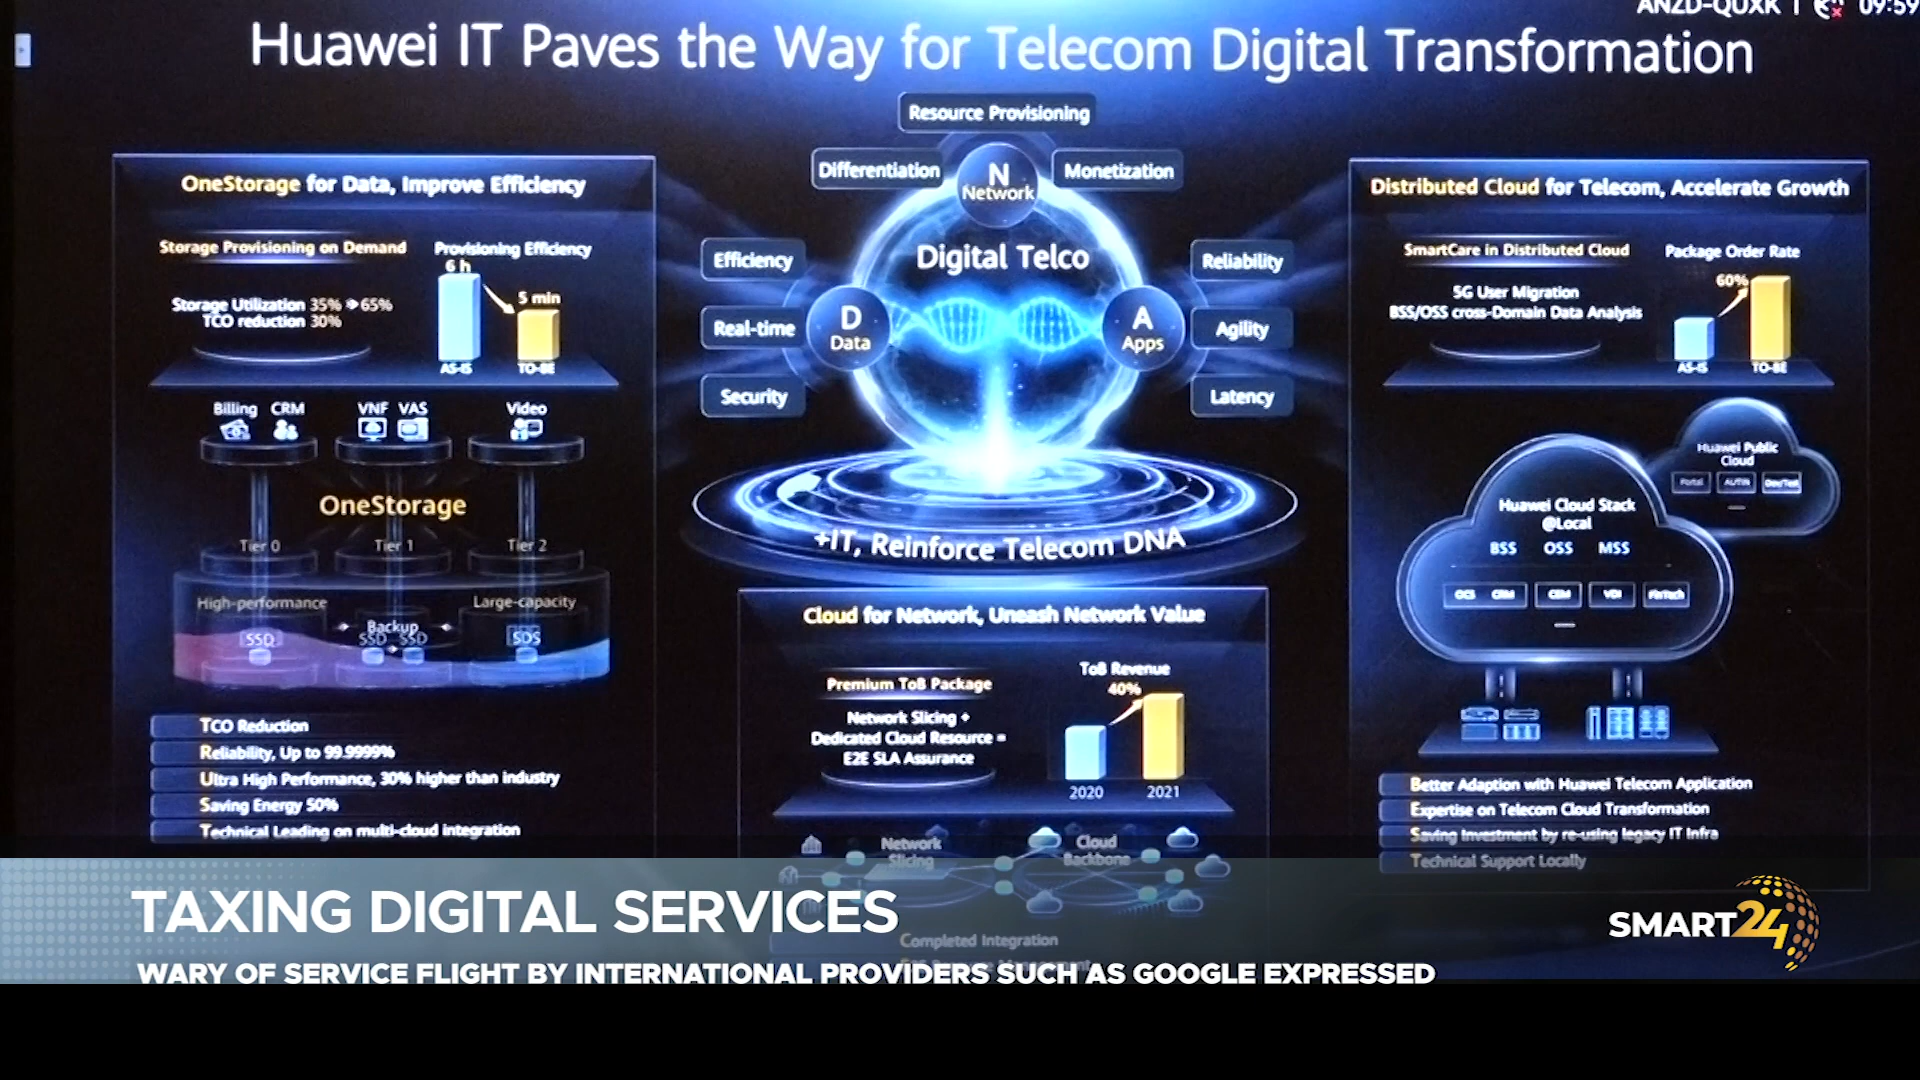 ANZD-QUXK | 09:59
Huawei IT Paves the Way for Telecom Digital Transformation
OneStorage for Data, Improve Efficiency
Storage Provisioning on Demand
Storage Utilization 35% 65%
TCO reduction 30%
Provisioning Efficiency
6 h
5 min
AS-IS
TO-BE
Billing
CRM
VNF
VAS
Video
OneStorage
Tier 0
Tier 1
Tier 2
High-performance
Large-capacity
Backup
SSD
SSD SSD
SDS
TCO Reduction
Reliability, Up to 99.9999%
Ultra High Performance, 30% higher than industry
Saving Energy 50%
Technical Leading on multi-cloud integration
Resource Provisioning
Differentiation
N
Network
Monetization
Digital Telco
Efficiency
Real-time
Security
D
Data
A
Apps
Reliability
Agility
Latency
+IT, Reinforce Telecom DNA
Cloud for Network, Uneash Network Value
Premium ToB Package
Network Slicing +
Dedicated Cloud Resource =
E2E SLA Assurance
ToB Revenue
40%
2020
2021
Network
Slicing
Cloud
Backbone
Completed Integration
Distributed Cloud for Telecom, Accelerate Growth
SmartCare in Distributed Cloud
5G User Migration
BSS/OSS cross-Domain Data Analysis
Package Order Rate
60%
AS-IS
TO-BE
Huawei Public
Cloud
Portal
AUTIN
Dev/Test
Huawei Cloud Stack
@Local
BSS OSS MSS
OCS CRM
CEM
VDI
FinTech
Better Adaption with Huawei Telecom Application
Expertise on Telecom Cloud Transformation
Saving Investment by re-using legacy IT Infra
Technical Support Locally
TAXING DIGITAL SERVICES
WARY OF SERVICE FLIGHT BY INTERNATIONAL PROVIDERS SUCH AS GOOGLE EXPRESSED
SMART24